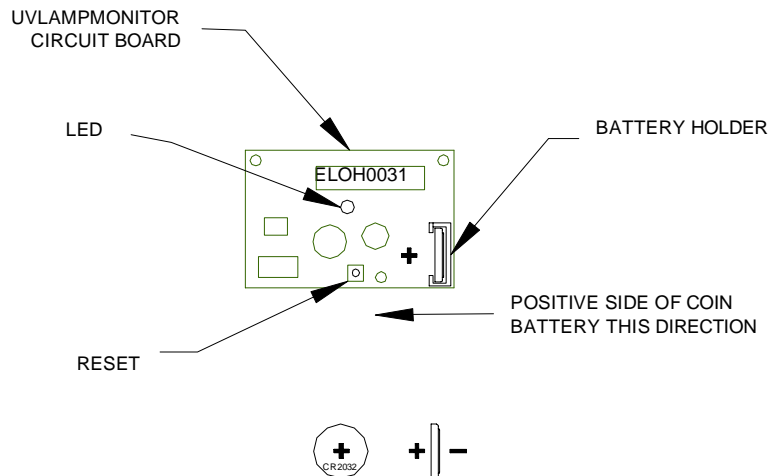 UVLAMPMONITOR
CIRCUIT BOARD
LED
BATTERY HOLDER
ELOH0031
+
POSITIVE SIDE OF COIN
BATTERY THIS DIRECTION
RESET
+
CR2032
+ -